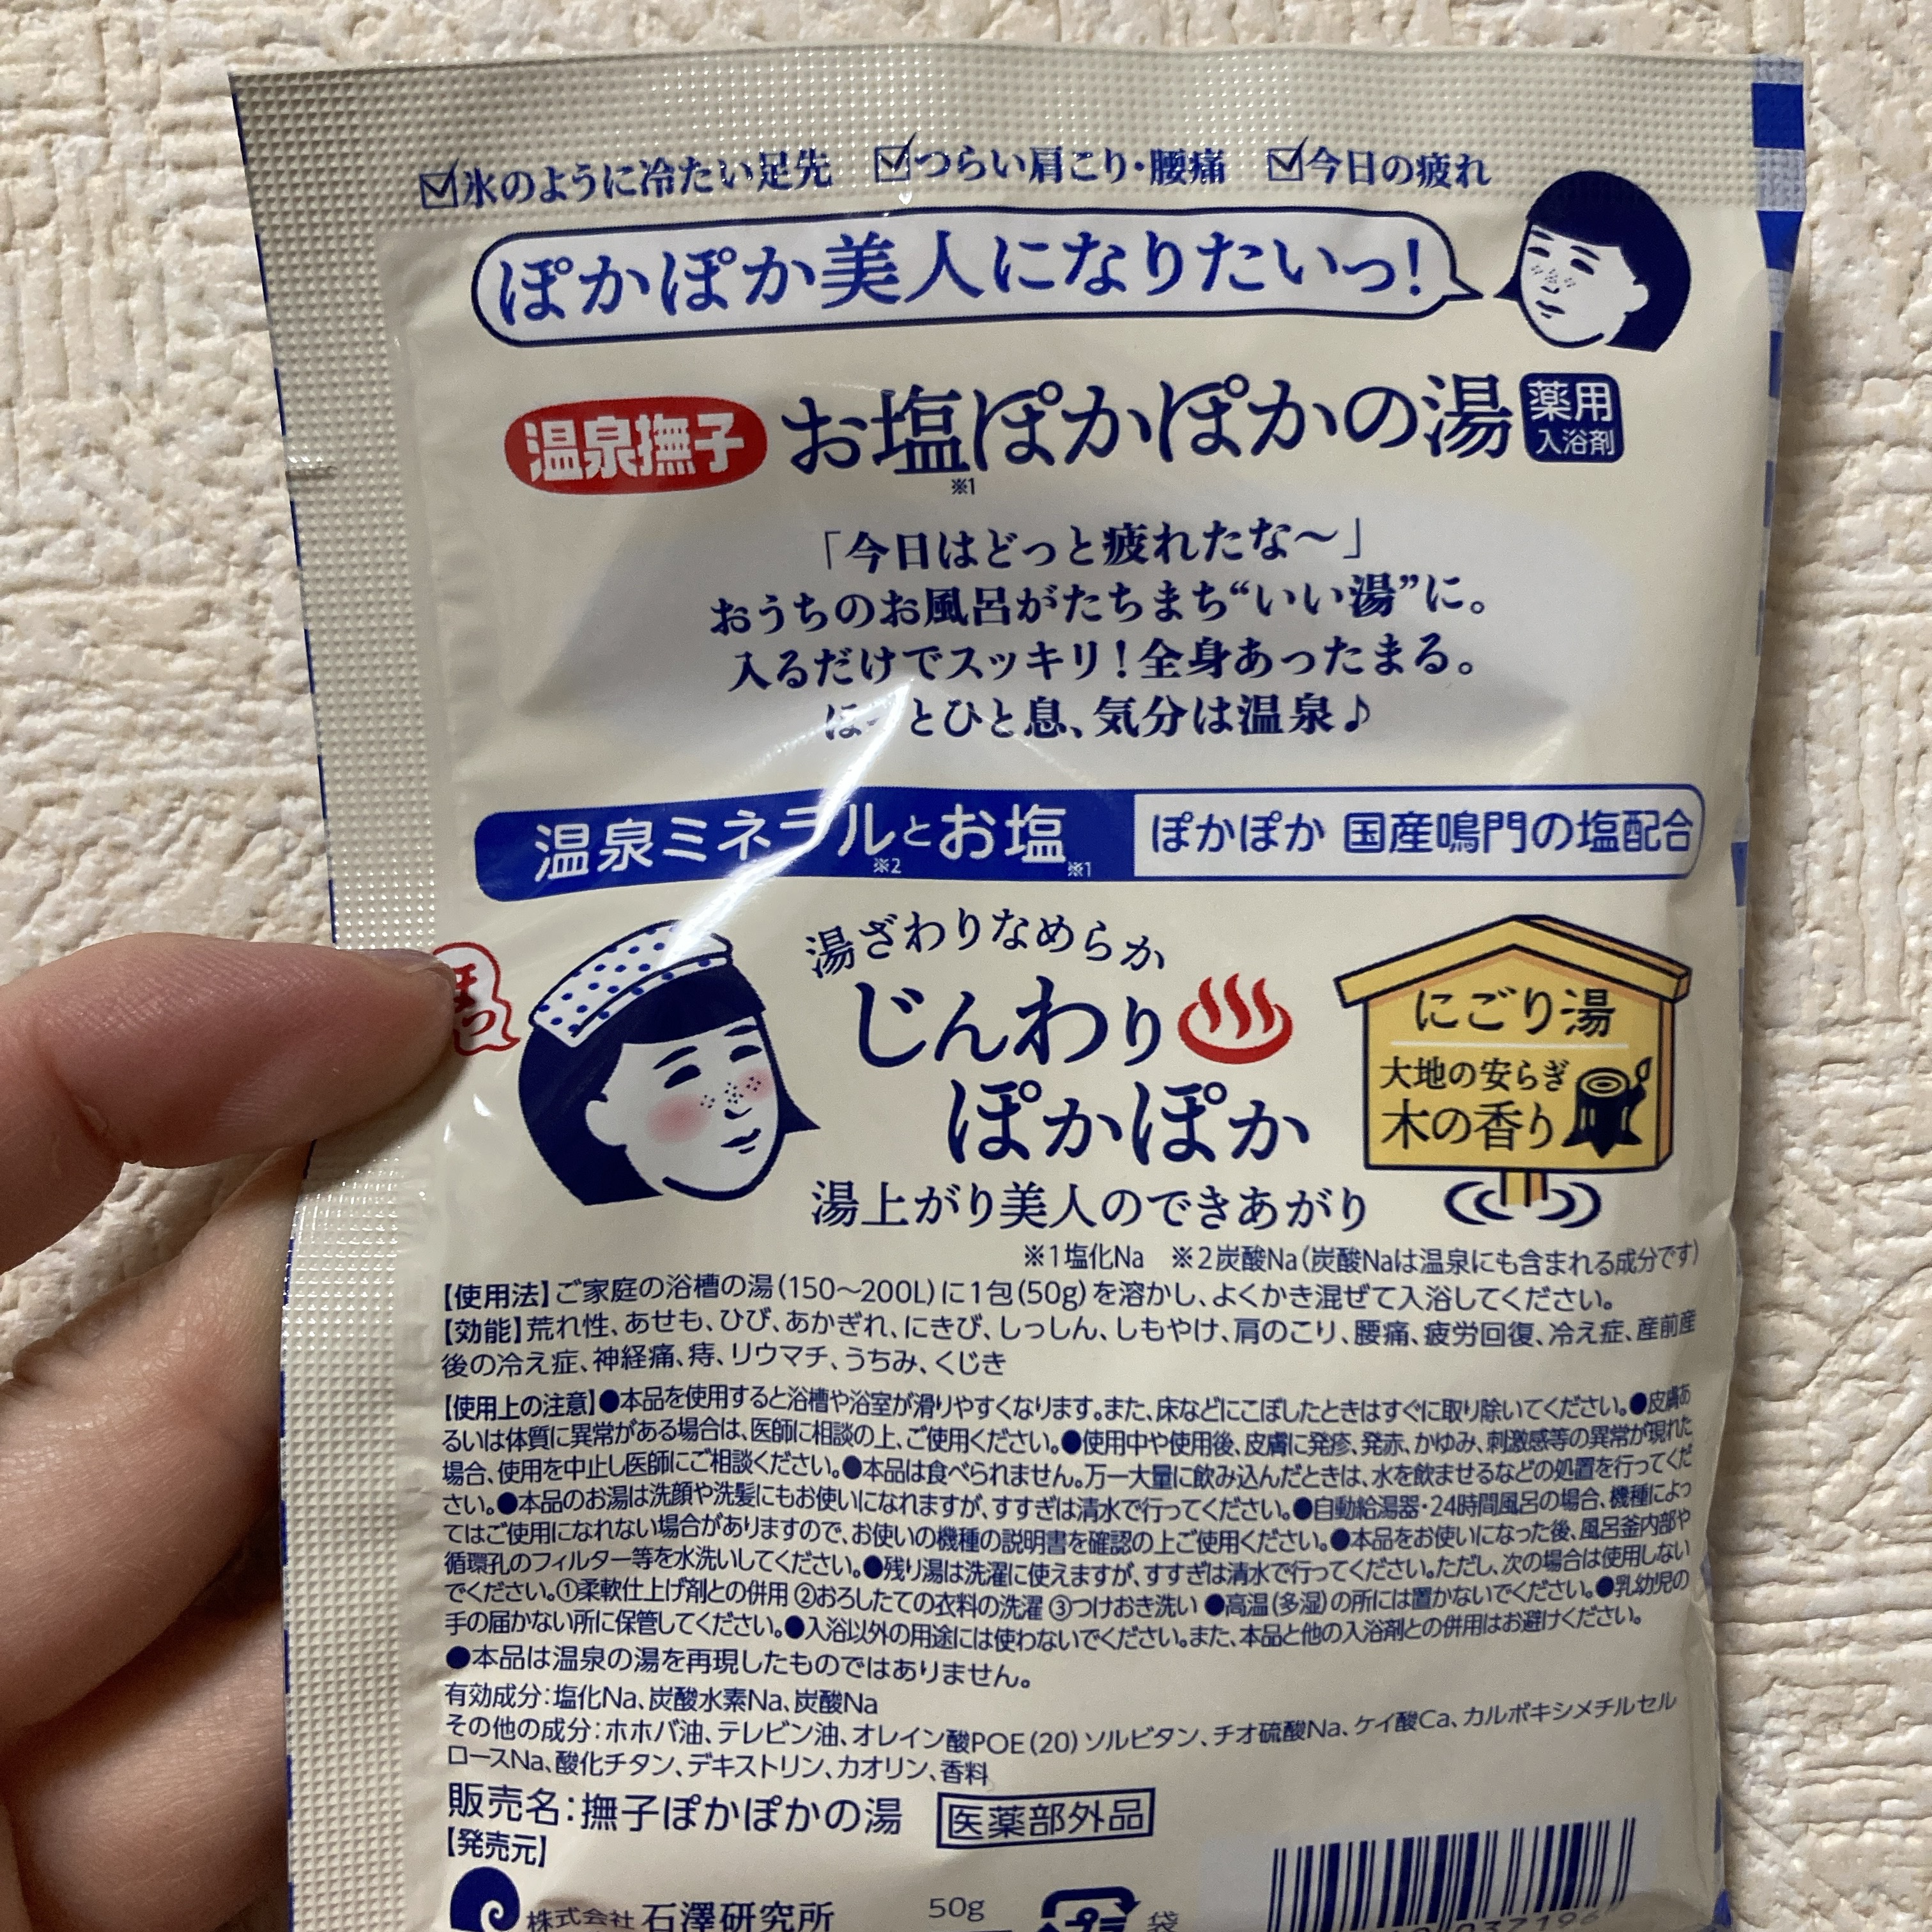 ☑氷のように冷たい足先 ☑つらい肩こり・腰痛 ☑今日の疲れ
ぽかぽか美人になりたいっ!
温泉撫子 お塩ぽかぽかの湯 薬用入浴剤
※1
「今日はどっと疲れたな〜」
おうちのお風呂がたちまち“いい湯”に。
入るだけでスッキリ!全身あったまる。
とひと息、気分は温泉♪
温泉ミネラル※2とお塩※1 ぽかぽか 国産鳴門の塩配合
湯ざわりなめらか
じんわり
ぽかぽか
湯上がり美人のできあがり
にごり湯
大地の安らぎ
木の香り
※1塩化Na ※2炭酸Na(炭酸Naは温泉にも含まれる成分です)
【使用法】ご家庭の浴槽の湯(150〜200L)に1包(50g)を溶かし、よくかき混ぜて入浴してください。
【効能】荒れ性、あせも、ひび、あかぎれ、にきび、しっしん、しもやけ、肩のこり、腰痛、疲労回復、冷え症、産前産
後の冷え症、神経痛、痔、リウマチ、うちみ、くじき
【使用上の注意】●本品を使用すると浴槽や浴室が滑りやすくなります。また、床などにこぼしたときはすぐに取り除いてください。●皮膚あ
るいは体質に異常がある場合は、医師に相談の上、ご使用ください。●使用中や使用後、皮膚に発疹、発赤、かゆみ、刺激感等の異常が現れた
場合、使用を中止し医師にご相談ください。●本品は食べられません。万一大量に飲み込んだときは、水を飲ませるなどの処置を行ってくだ
さい。●本品のお湯は洗顔や洗髪にもお使いになれますが、すすぎは清水で行ってください。●自動給湯器・24時間風呂の場合、機種によっ
てはご使用になれない場合がありますので、お使いの機種の説明書を確認の上ご使用ください。●本品をお使いになった後、風呂釜内部や
循環孔のフィルター等を水洗いしてください。●残り湯は洗濯に使えますが、すすぎは清水で行ってください。ただし、次の場合は使用しない
でください。①柔軟仕上げ剤との併用 ②おろしたての衣料の洗濯 ③つけおき洗い ●高温(多湿)の所には置かないでください。●乳幼児の
手の届かない所に保管してください。●入浴以外の用途には使わないでください。また、本品と他の入浴剤との併用はお避けください。
●本品は温泉の湯を再現したものではありません。
有効成分:塩化Na、炭酸水素Na、炭酸Na
その他の成分:ホホバ油、テレビン油、オレイン酸POE(20)ソルビタン、チオ硫酸Na、ケイ酸Ca、カルボキシメチルセル
ロースNa、酸化チタン、デキストリン、カオリン、香料
販売名:撫子ぽかぽかの湯 医薬部外品
【発売元】
株式会社 石澤研究所 50g プラ 袋